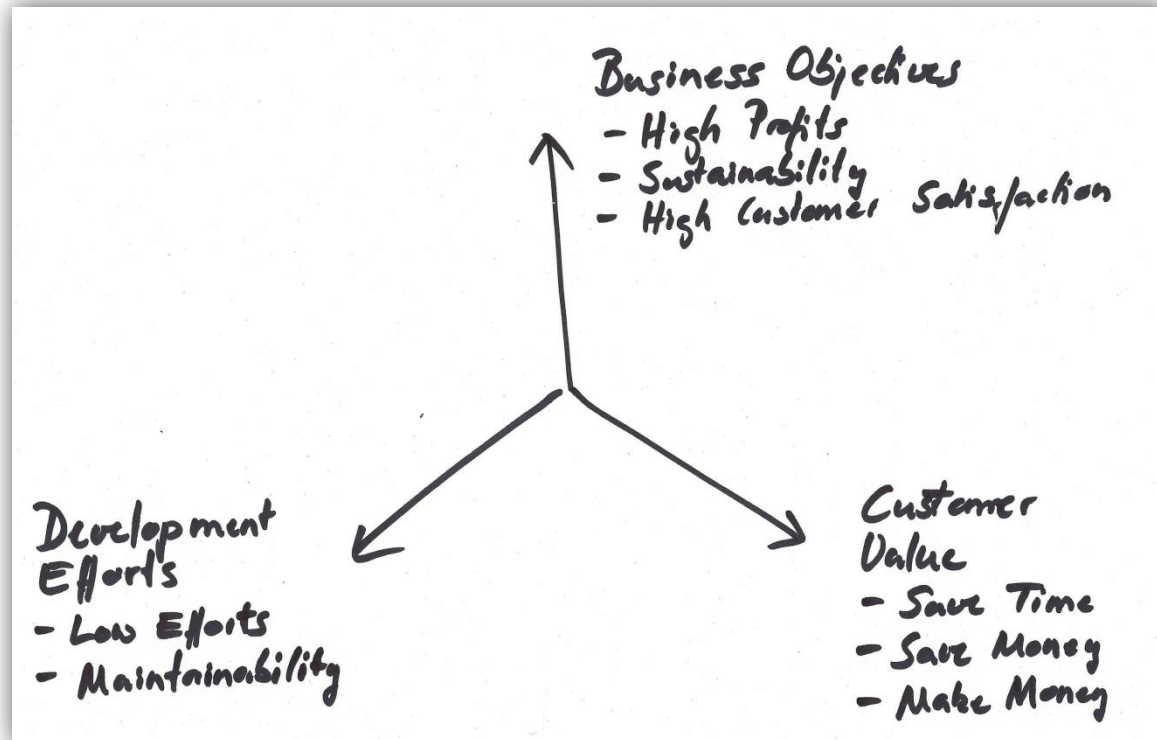 Business Objectives
- High Profits
- Sustainability
- High Customer Satisfaction
Development
Efforts
- Low Efforts
- Maintainability
Customer
Value
- Save Time
- Save Money
- Make Money